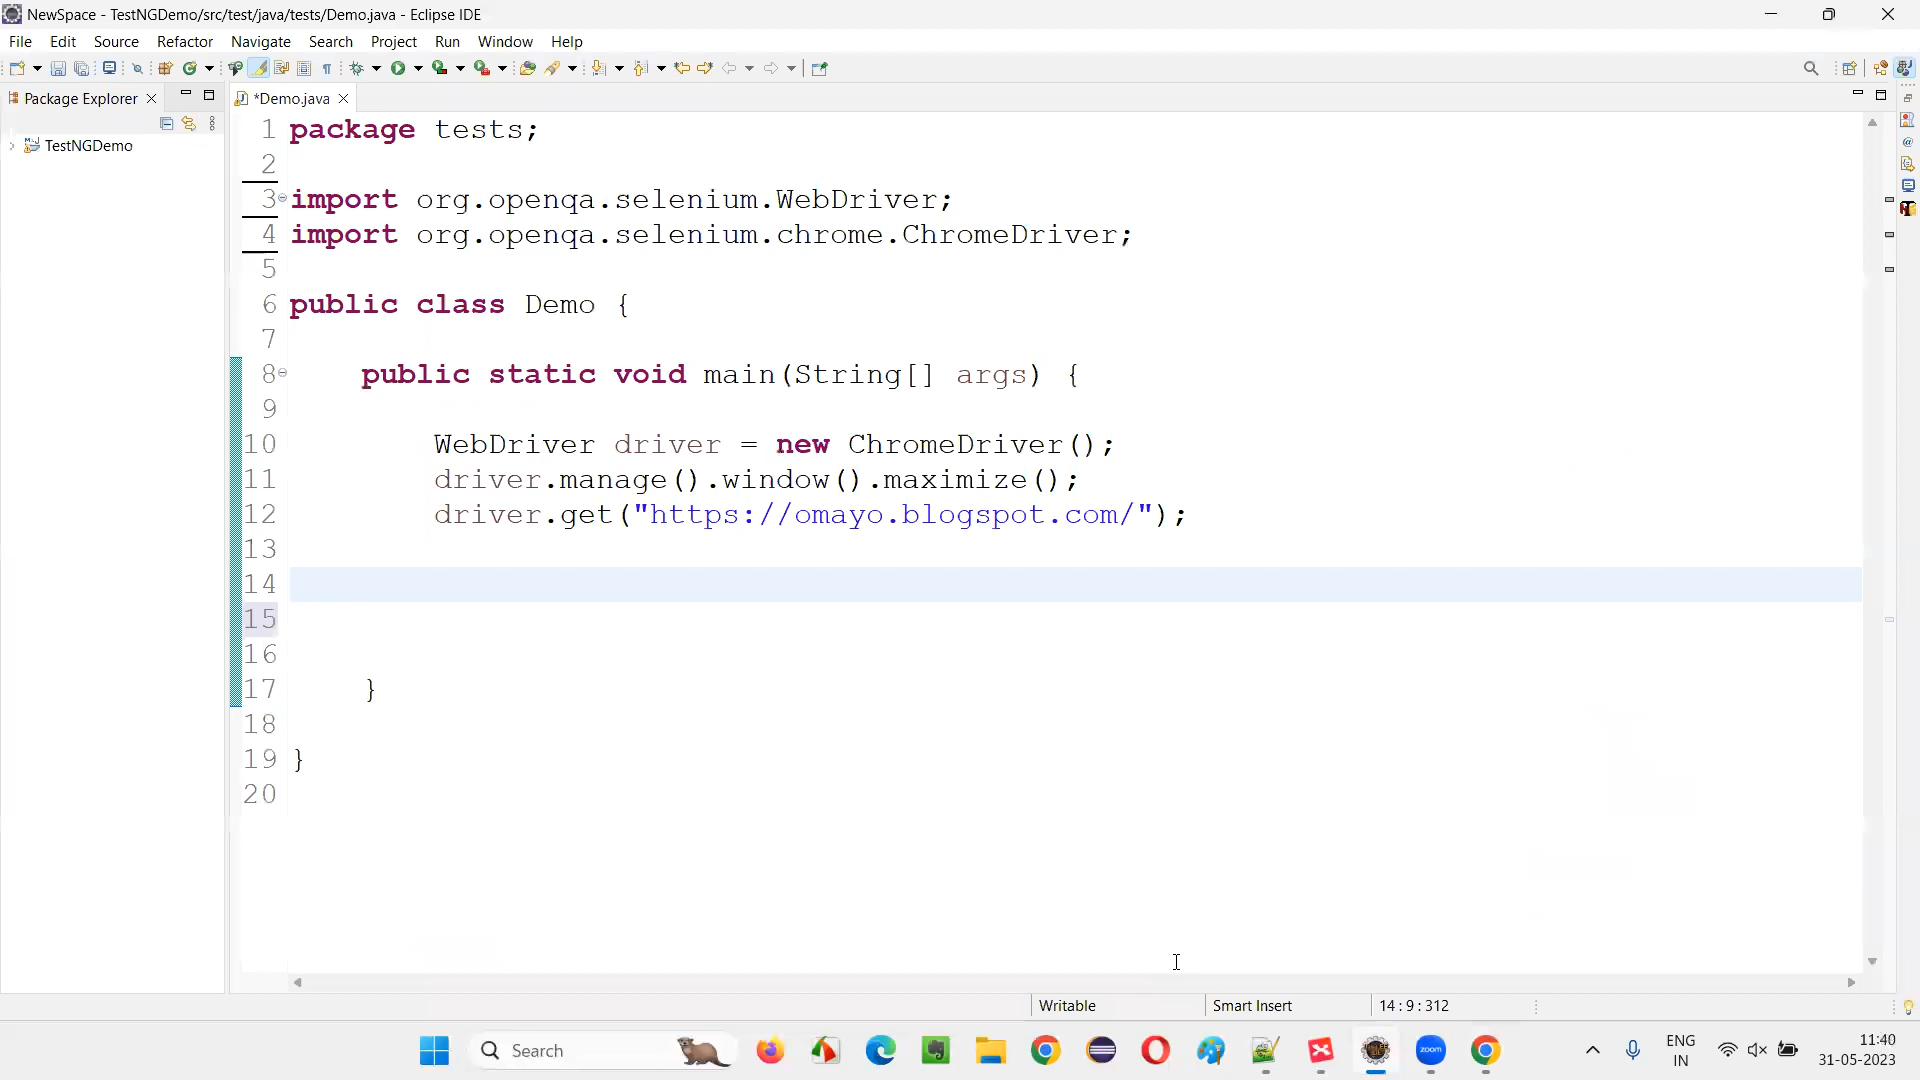 NewSpace - TestNGDemo/src/test/java/tests/Demo.java - Eclipse IDE
File Edit Source Refactor Navigate Search Project Run Window Help
Package Explorer
*Demo.java
TestNGDemo
1 package tests;
2
3 import org.openqa.selenium.WebDriver;
4 import org.openqa.selenium.chrome.ChromeDriver;
5
6 public class Demo {
7
8 public static void main(String[] args) {
9
10 WebDriver driver = new ChromeDriver();
11 driver.manage().window().maximize();
12 driver.get("https://omayo.blogspot.com/");
13
14
15
16
17 }
18
19 }
20
Writable Smart Insert 14 : 9 : 312
Search
zoom
ENG
IN
11:40
31-05-2023